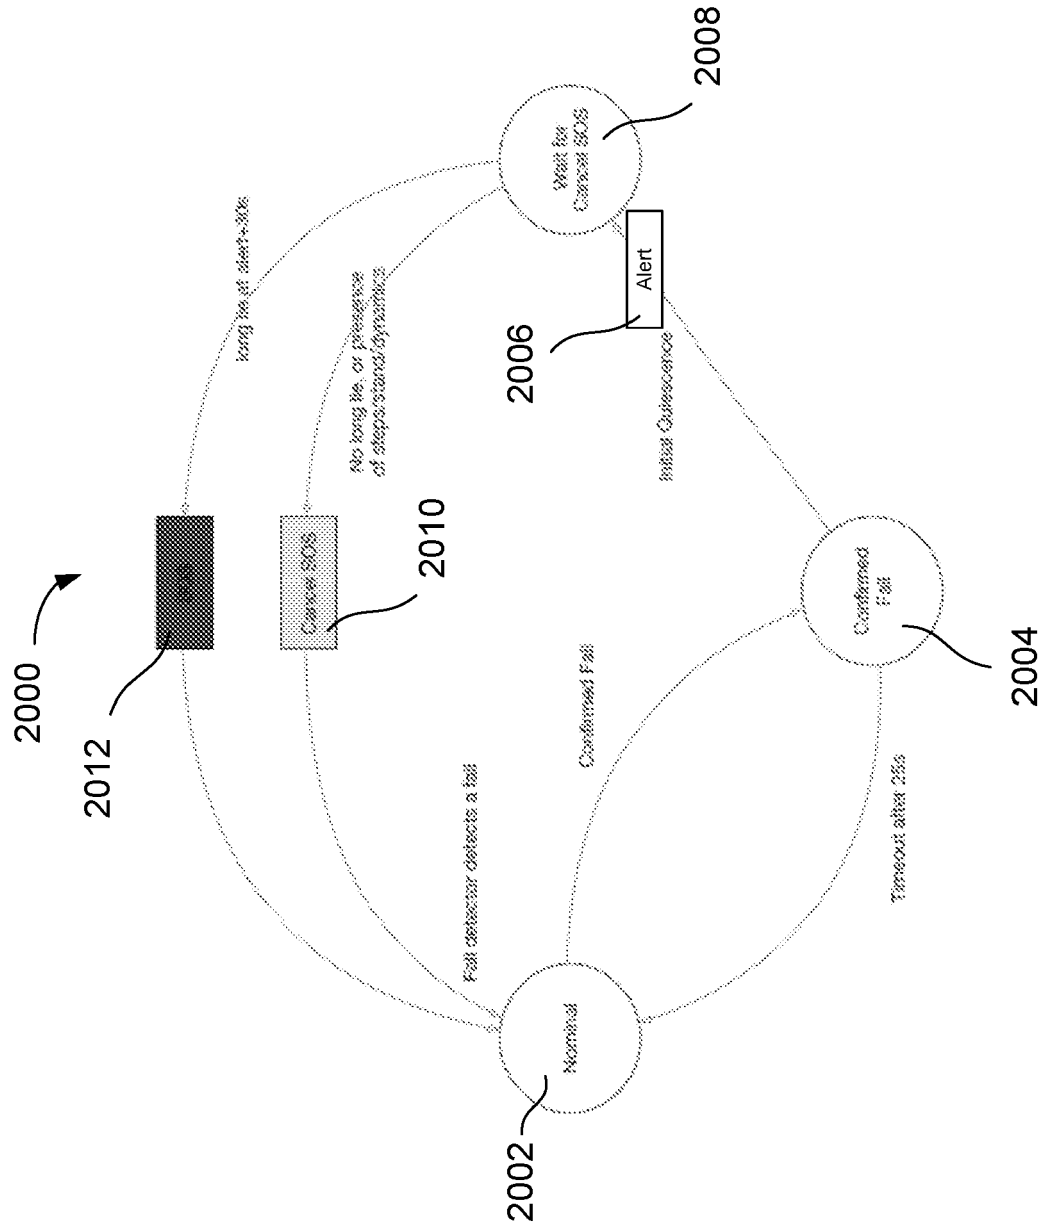 2000
2012
long lie at alert+30s
2010
Cancel SOS
No long lie, or presence
of steps/stand/dynamics
2008
Wait for
Cancel SOS
2006
Alert
Initial Quiescence
Fall detector detects a fall
Confirmed Fall
2002
Nominal
Timeout after 25s
2004
Confirmed
Fall